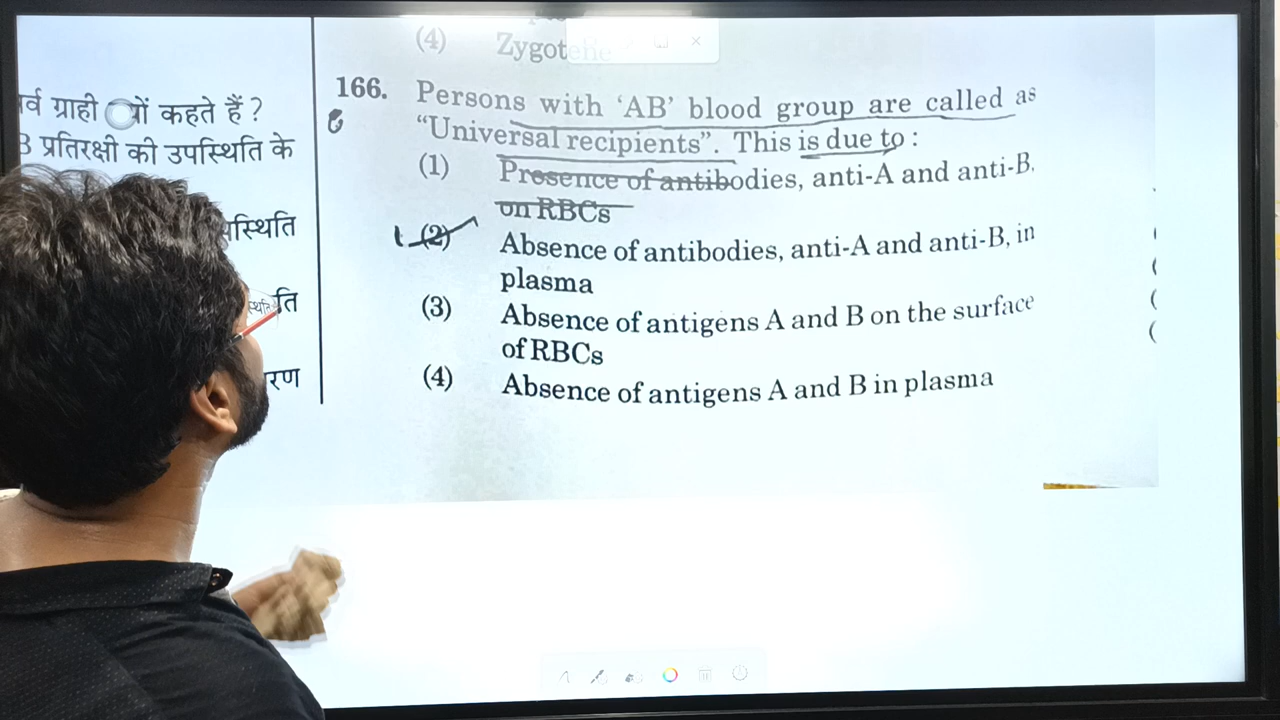 र्व ग्राही कहते हैं ?
B प्रतिरक्षी की उपस्थिति के
(4) Zygotene
166. Persons with ‘AB’ blood group are called as
“Universal recipients”. This is due to :
(1) Presence of antibodies, anti-A and anti-B.
on RBCs
(2) Absence of antibodies, anti-A and anti-B, in
plasma
(3) Absence of antigens A and B on the surface
of RBCs
(4) Absence of antigens A and B in plasma